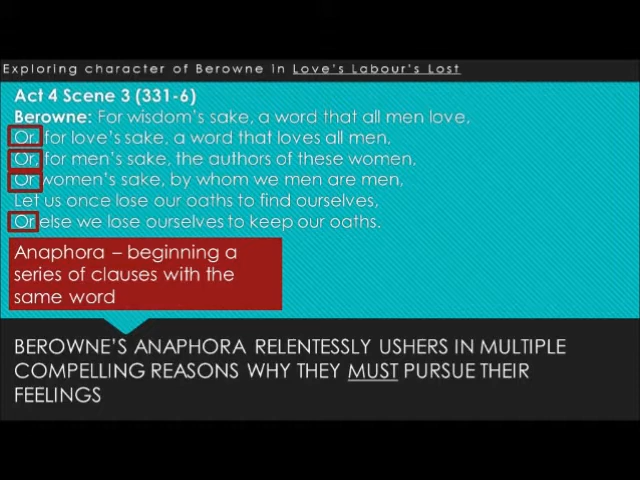 Exploring character of Berowne in Love's Labour's Lost
Act 4 Scene 3 (331-6)
Berowne: For wisdom's sake, a word that all men love,
Or, for love's sake, a word that loves all men,
Or, for men's sake, the authors of these women,
Or women's sake, by whom we men are men,
Let us once lose our oaths to find ourselves,
Or else we lose ourselves to keep our oaths.
Anaphora – beginning a
series of clauses with the
same word
BEROWNE'S ANAPHORA RELENTLESSLY USHERS IN MULTIPLE
COMPELLING REASONS WHY THEY MUST PURSUE THEIR
FEELINGS